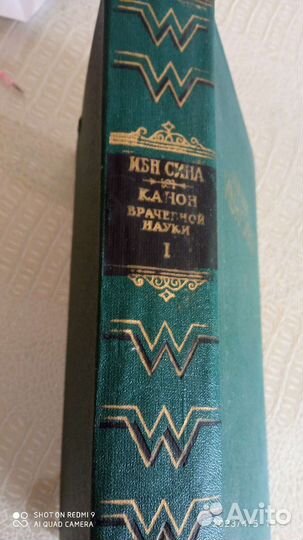 ИБН СИНА
КАНОН
ВРАЧЕБНОЙ
НАУКИ
I
SHOT ON REDMI 9
AI QUAD CAMERA
Avito